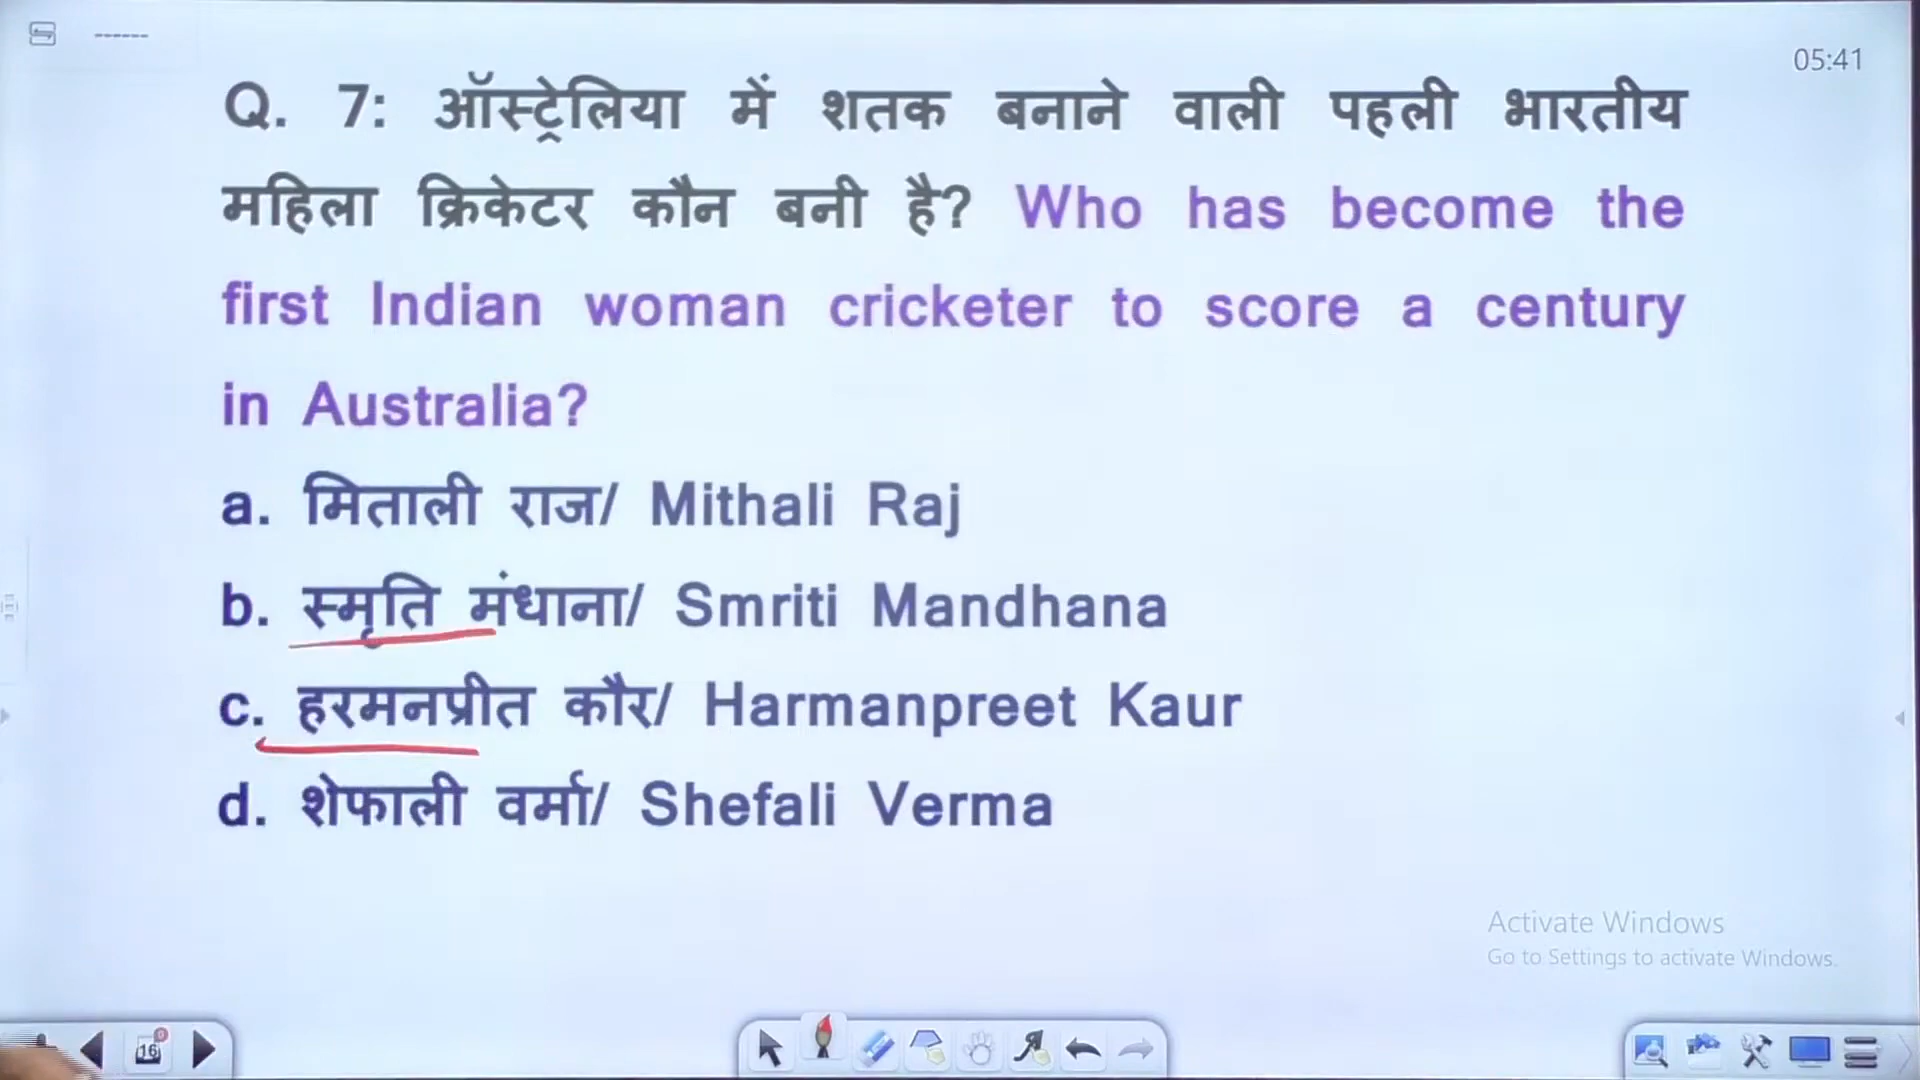 05:41
Q. 7: ऑस्ट्रेलिया में शतक बनाने वाली पहली भारतीय
महिला क्रिकेटर कौन बनी है? Who has become the
first Indian woman cricketer to score a century
in Australia?
a. मिताली राज/ Mithali Raj
b. स्मृति मंधाना/ Smriti Mandhana
c. हरमनप्रीत कौर/ Harmanpreet Kaur
d. शेफाली वर्मा/ Shefali Verma
Activate Windows
Go to Settings to activate Windows.
16